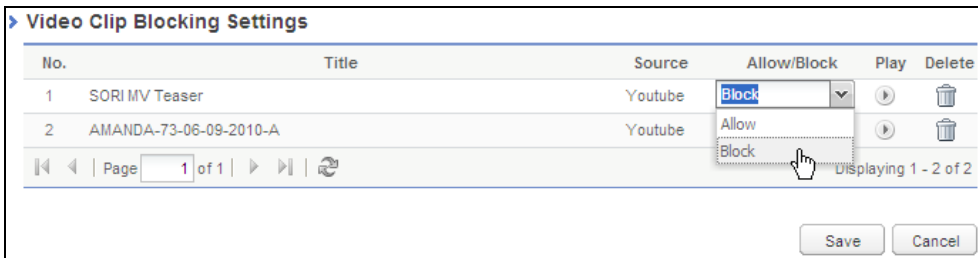 Video Clip Blocking Settings
No. Title Source Allow/Block Play Delete
1 SORI MV Teaser Youtube Block
2 AMANDA-73-06-09-2010-A Youtube
Allow
Block
Page 1 of 1 Displaying 1 - 2 of 2
Save Cancel